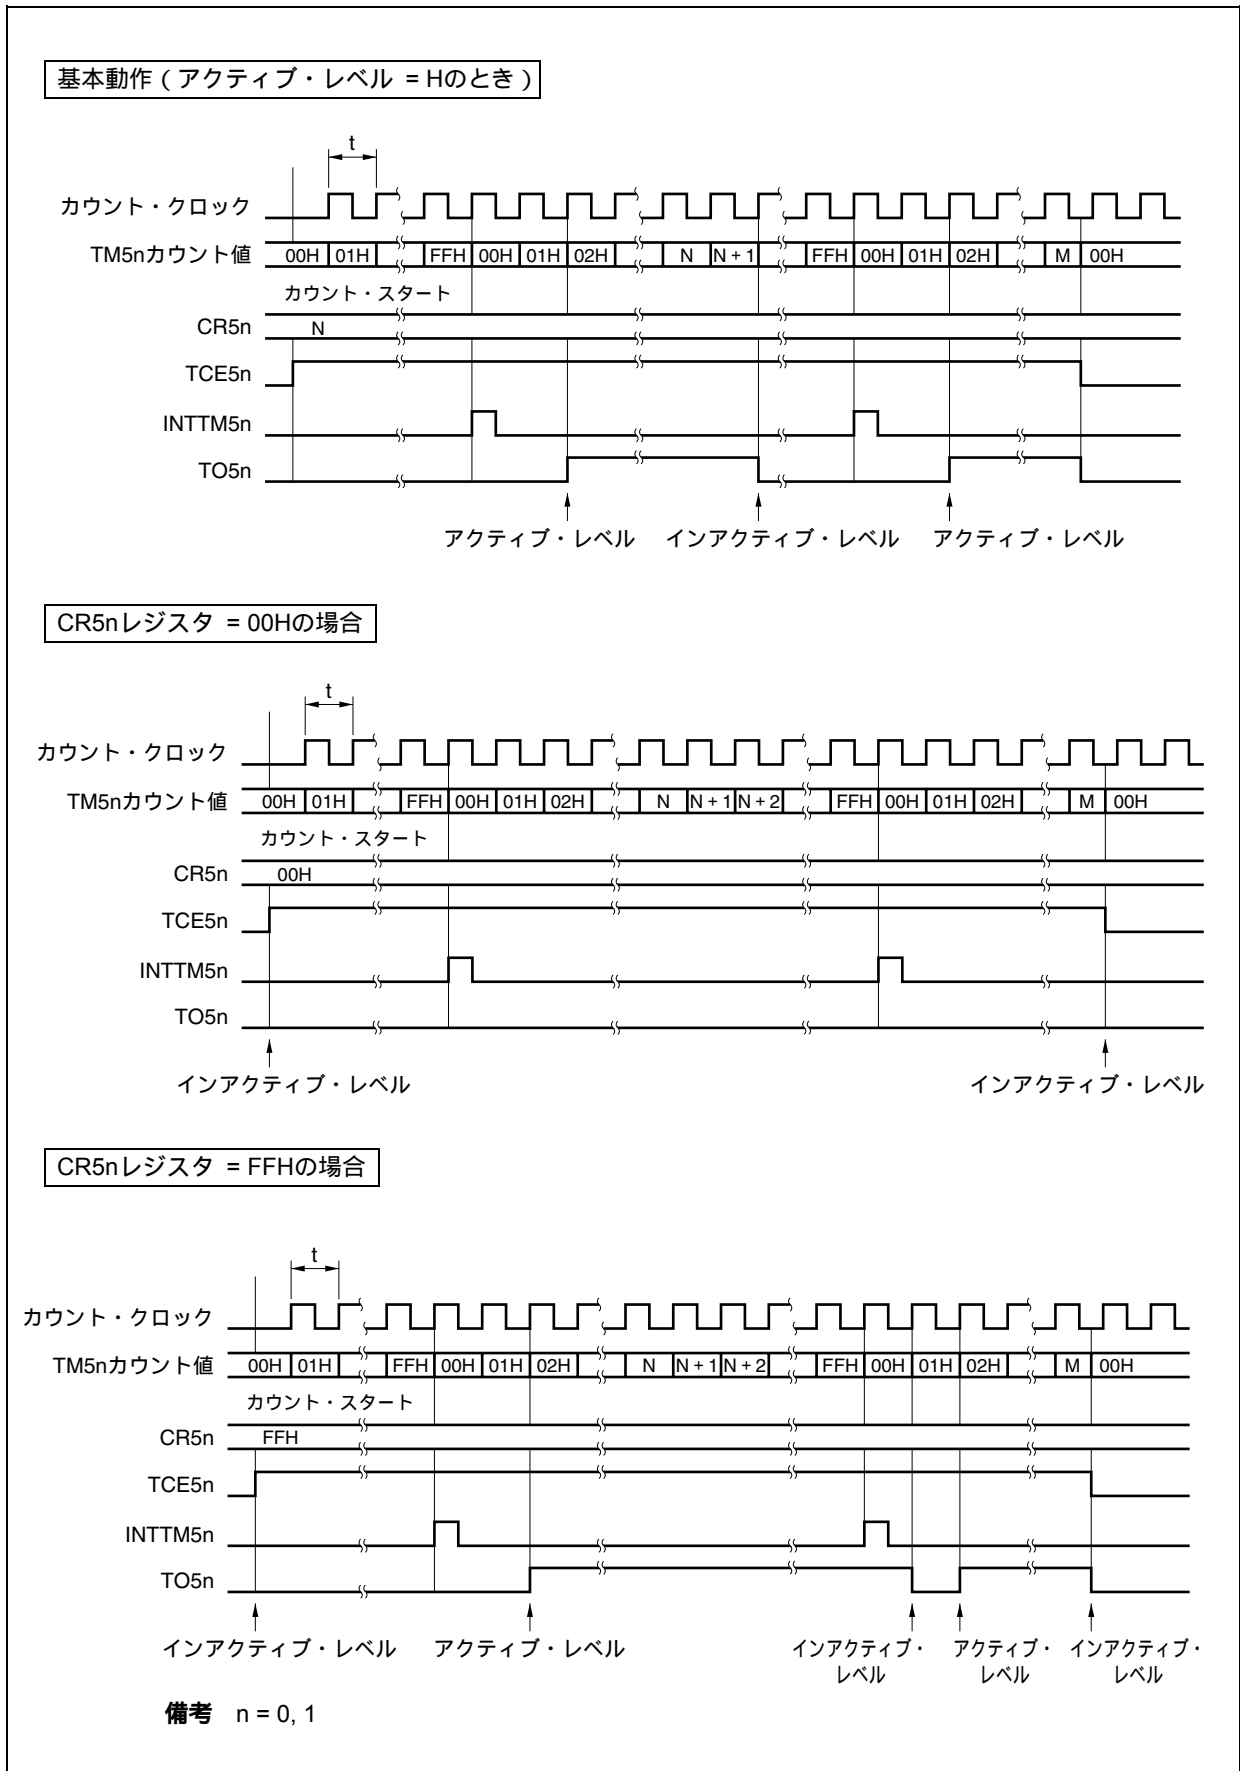 基本動作（アクティブ・レベル = Hのとき）
t
カウント・クロック
TM5nカウント値 00H 01H FFH 00H 01H 02H N N + 1 FFH 00H 01H 02H M 00H
カウント・スタート
CR5n N
TCE5n
INTTM5n
TO5n
アクティブ・レベル インアクティブ・レベル アクティブ・レベル
CR5nレジスタ = 00Hの場合
t
カウント・クロック
TM5nカウント値 00H 01H FFH 00H 01H 02H N N + 1 N + 2 FFH 00H 01H 02H M 00H
カウント・スタート
CR5n 00H
TCE5n
INTTM5n
TO5n
インアクティブ・レベル インアクティブ・レベル
CR5nレジスタ = FFHの場合
t
カウント・クロック
TM5nカウント値 00H 01H FFH 00H 01H 02H N N + 1 N + 2 FFH 00H 01H 02H M 00H
カウント・スタート
CR5n FFH
TCE5n
INTTM5n
TO5n
インアクティブ・レベル アクティブ・レベル インアクティブ・ アクティブ・ インアクティブ・
レベル レベル レベル
備考 n = 0, 1